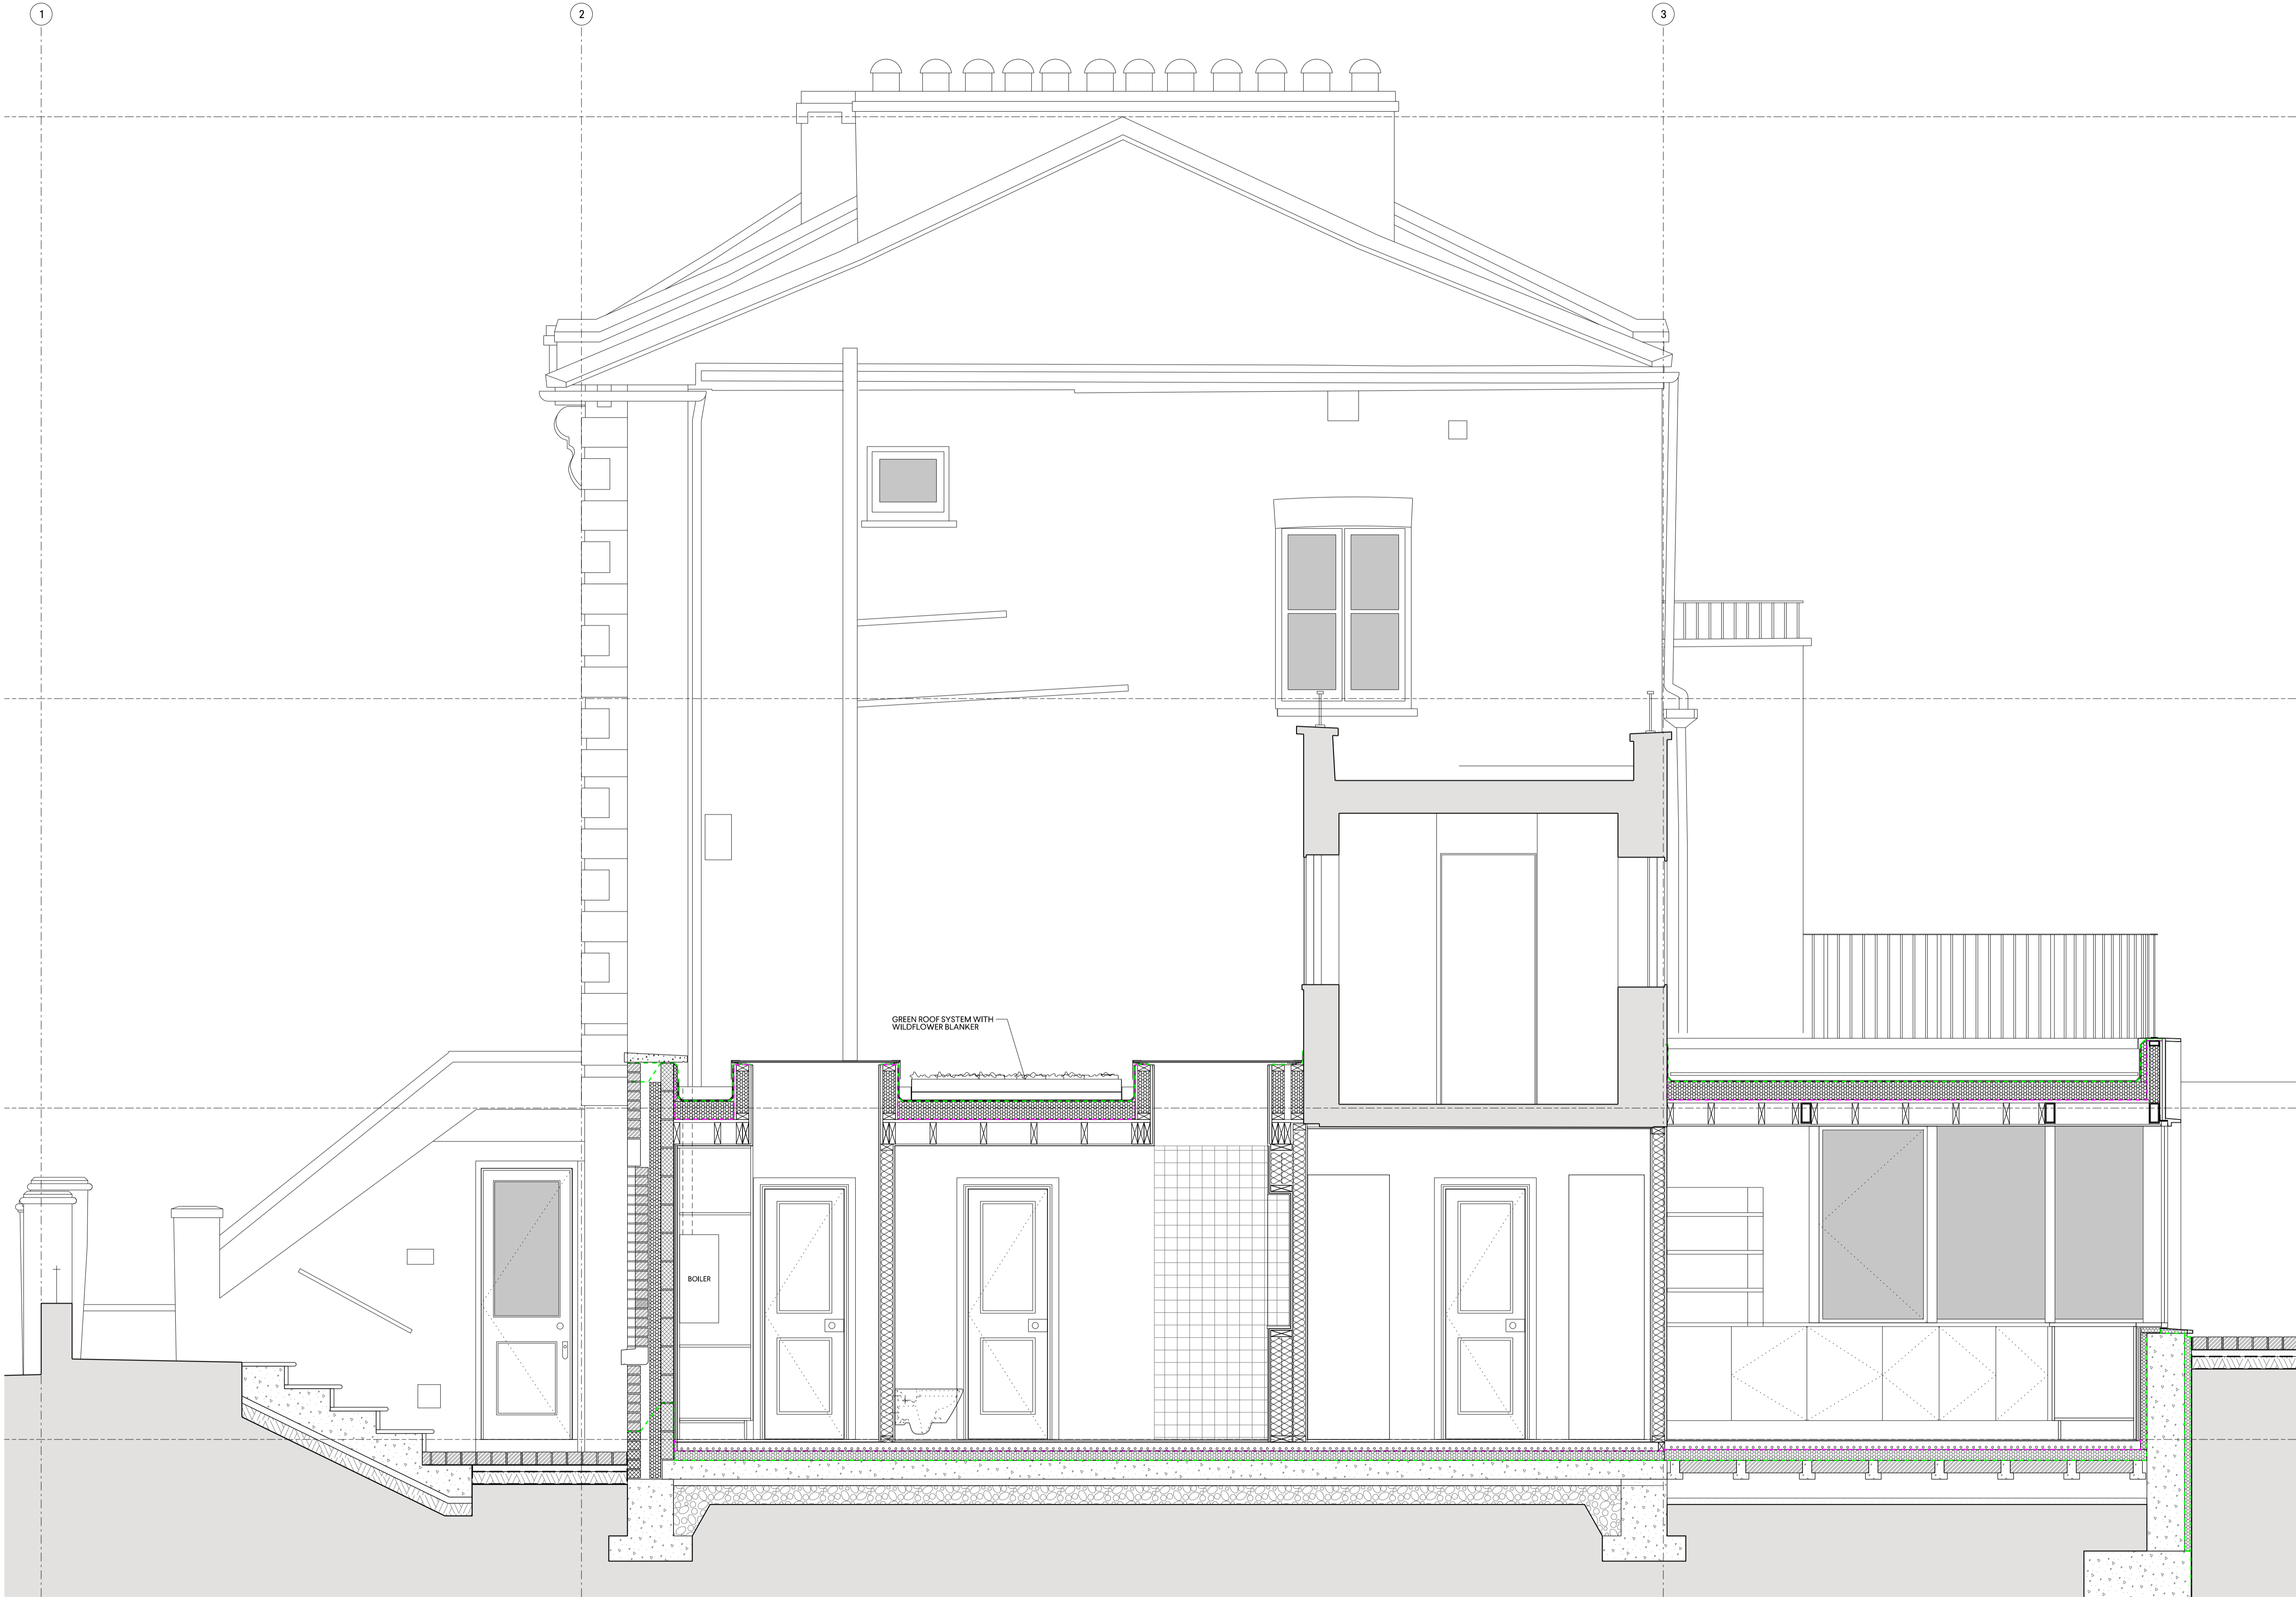 1
2
3
GREEN ROOF SYSTEM WITH
WILDFLOWER BLANKER
BOILER